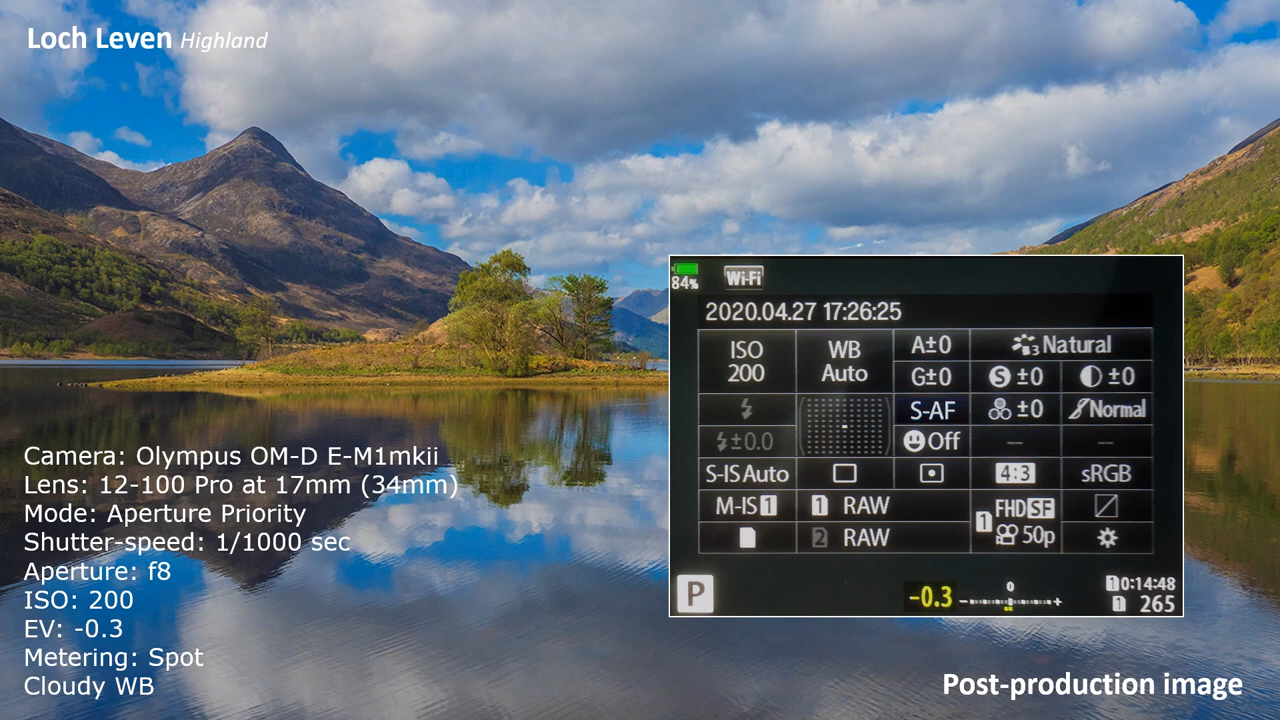 Loch Leven Highland
84%
Wi-Fi
2020.04.27 17:26:25
ISO 200
WB Auto
A±0
G±0
3 Natural
S ±0
±0
S-AF
±0
Normal
±0.0
Off
--
--
S-IS Auto
4:3
sRGB
M-IS 1
1 RAW
1 FHD SF
50p
2 RAW
P
-0.3
- 0 +
1 0:14:48
1 265
Camera: Olympus OM-D E-M1mkii
Lens: 12-100 Pro at 17mm (34mm)
Mode: Aperture Priority
Shutter-speed: 1/1000 sec
Aperture: f8
ISO: 200
EV: -0.3
Metering: Spot
Cloudy WB
Post-production image